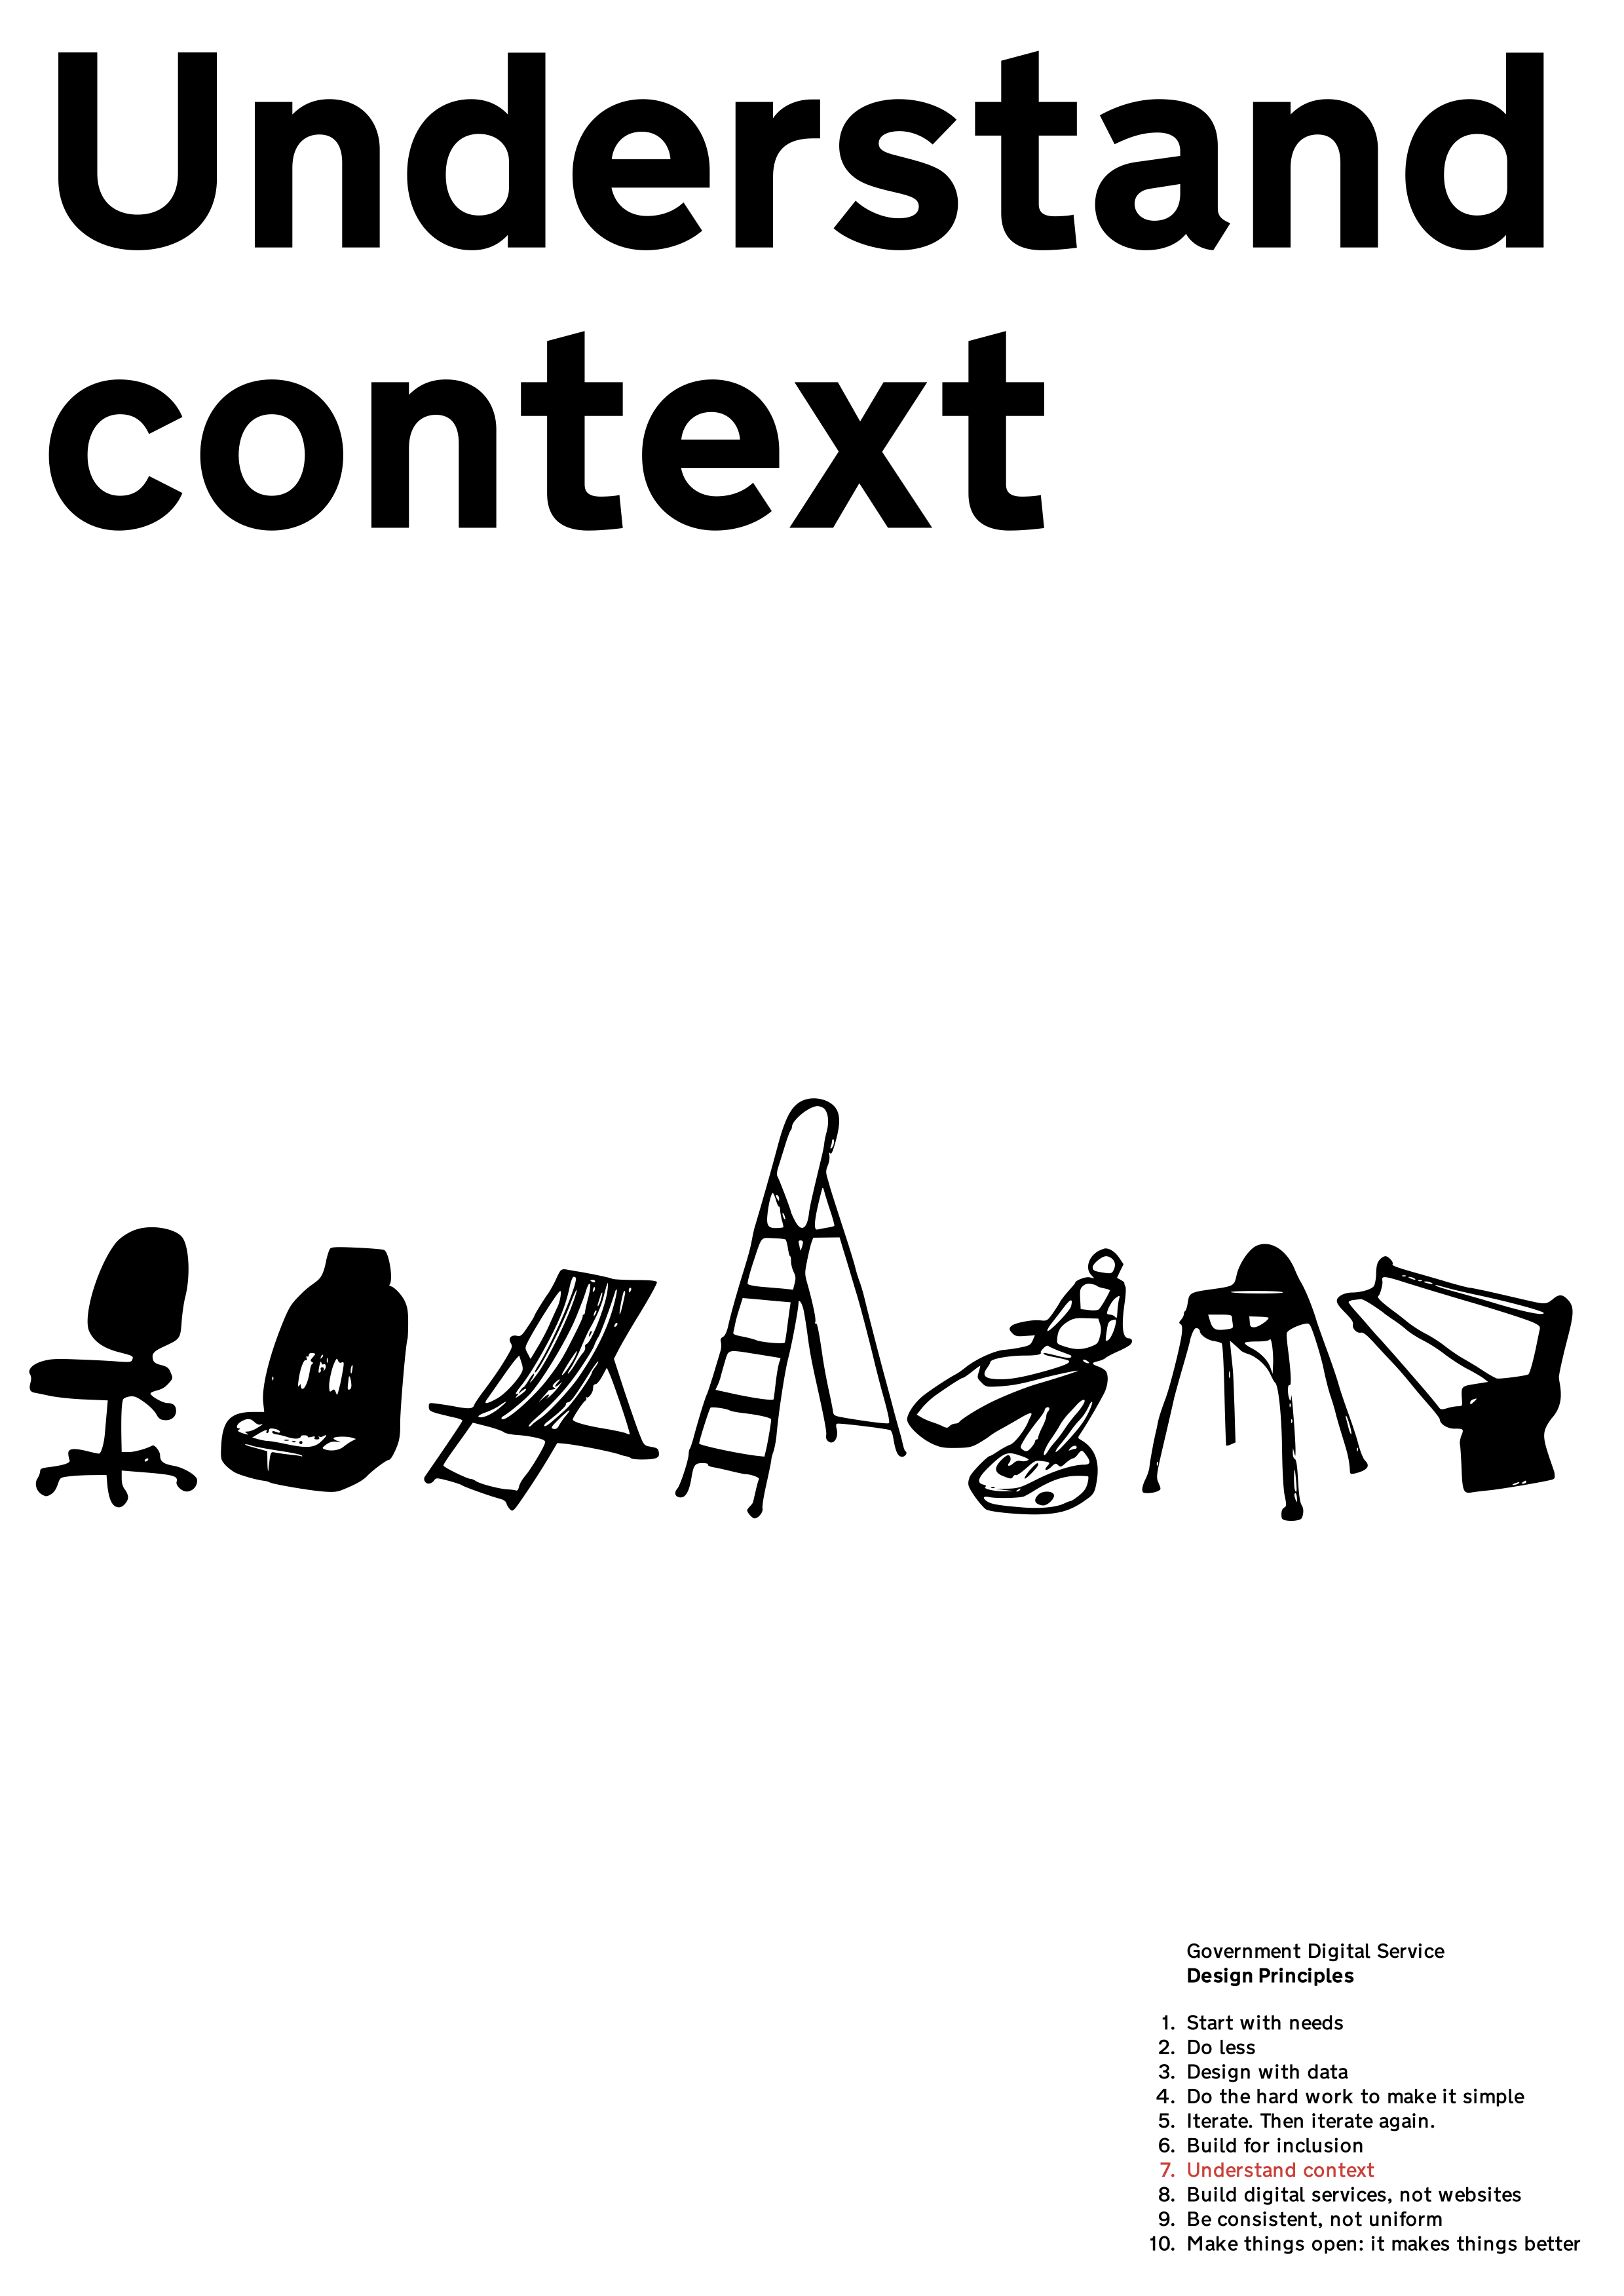 Understand
context
Government Digital Service
Design Principles
1. Start with needs
2. Do less
3. Design with data
4. Do the hard work to make it simple
5. Iterate. Then iterate again.
6. Build for inclusion
7. Understand context
8. Build digital services, not websites
9. Be consistent, not uniform
10. Make things open: it makes things better